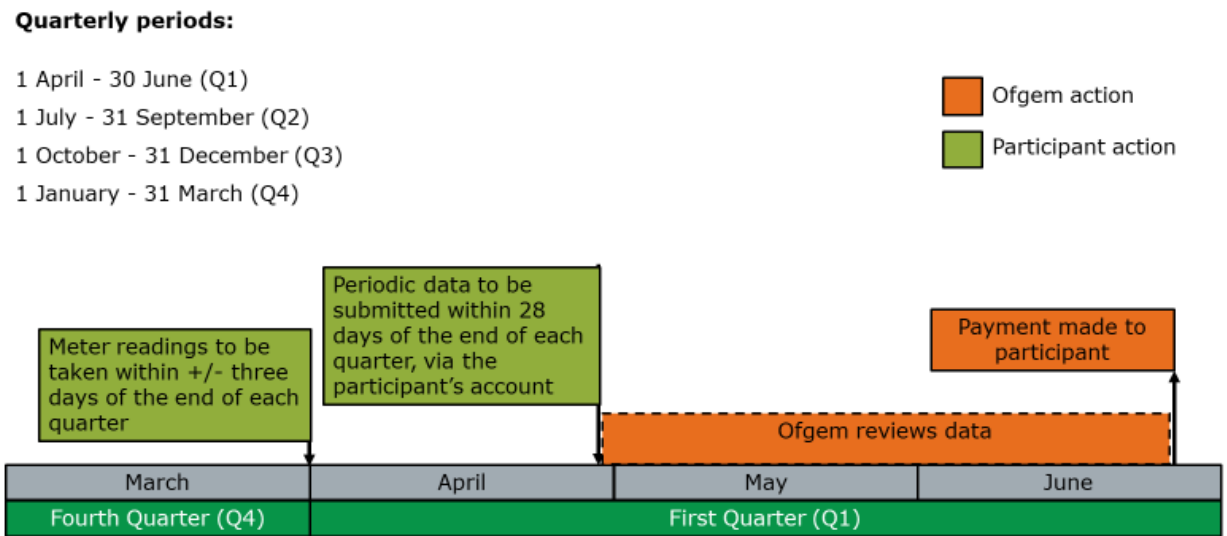 Quarterly periods:
1 April - 30 June (Q1)
1 July - 31 September (Q2)
1 October - 31 December (Q3)
1 January - 31 March (Q4)
Ofgem action
Participant action
Meter readings to be
taken within +/- three
days of the end of each
quarter
Periodic data to be
submitted within 28
days of the end of each
quarter, via the
participant's account
Payment made to
participant
Ofgem reviews data
March
April
May
June
Fourth Quarter (Q4)
First Quarter (Q1)